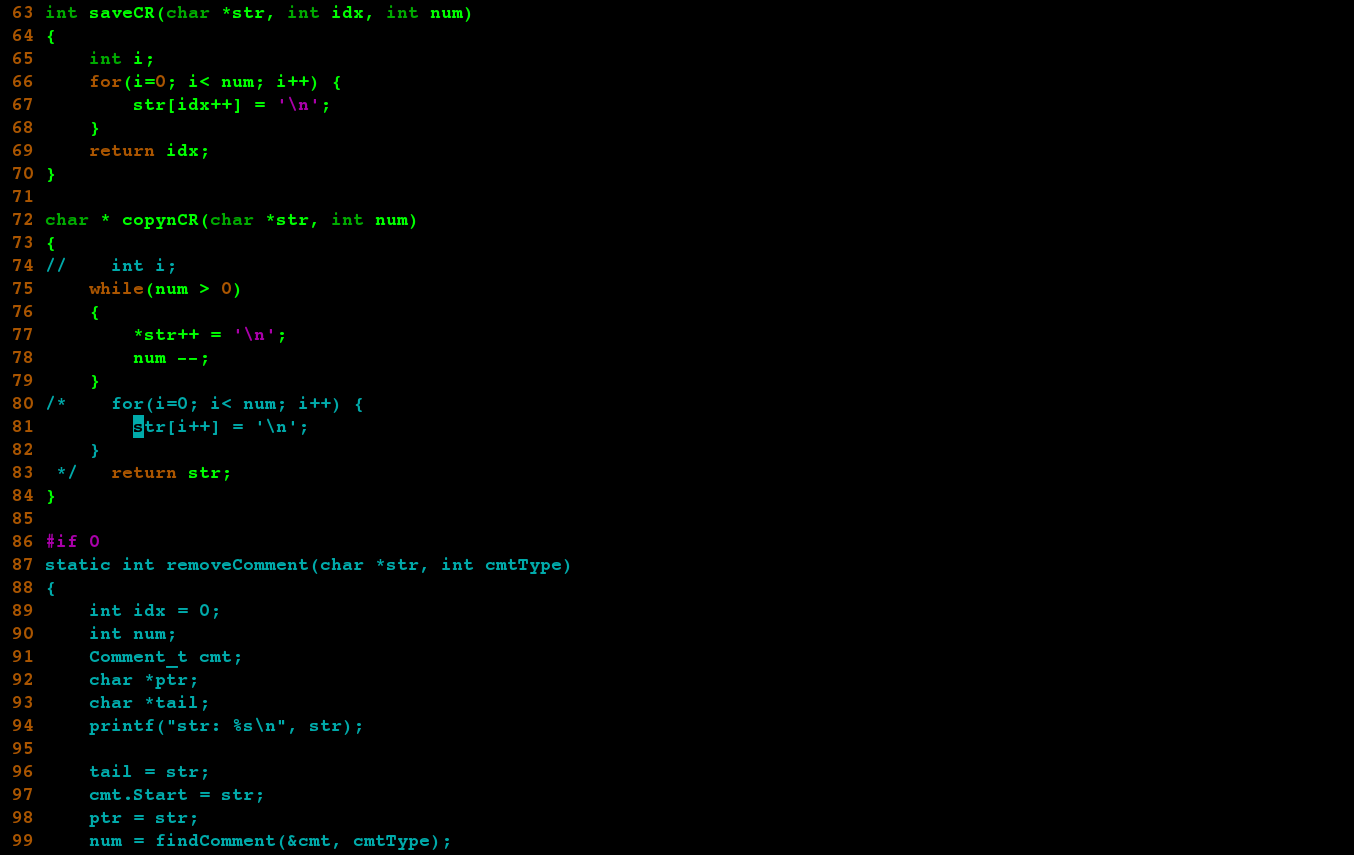 63 int saveCR(char *str, int idx, int num)
64 {
65     int i;
66     for(i=0; i< num; i++) {
67         str[idx++] = '\n';
68     }
69     return idx;
70 }
71
72 char * copynCR(char *str, int num)
73 {
74 //    int i;
75     while(num > 0)
76     {
77         *str++ = '\n';
78         num --;
79     }
80 /*    for(i=0; i< num; i++) {
81         str[i++] = '\n';
82     }
83  */   return str;
84 }
85
86 #if 0
87 static int removeComment(char *str, int cmtType)
88 {
89     int idx = 0;
90     int num;
91     Comment_t cmt;
92     char *ptr;
93     char *tail;
94     printf("str: %s\n", str);
95
96     tail = str;
97     cmt.Start = str;
98     ptr = str;
99     num = findComment(&cmt, cmtType);